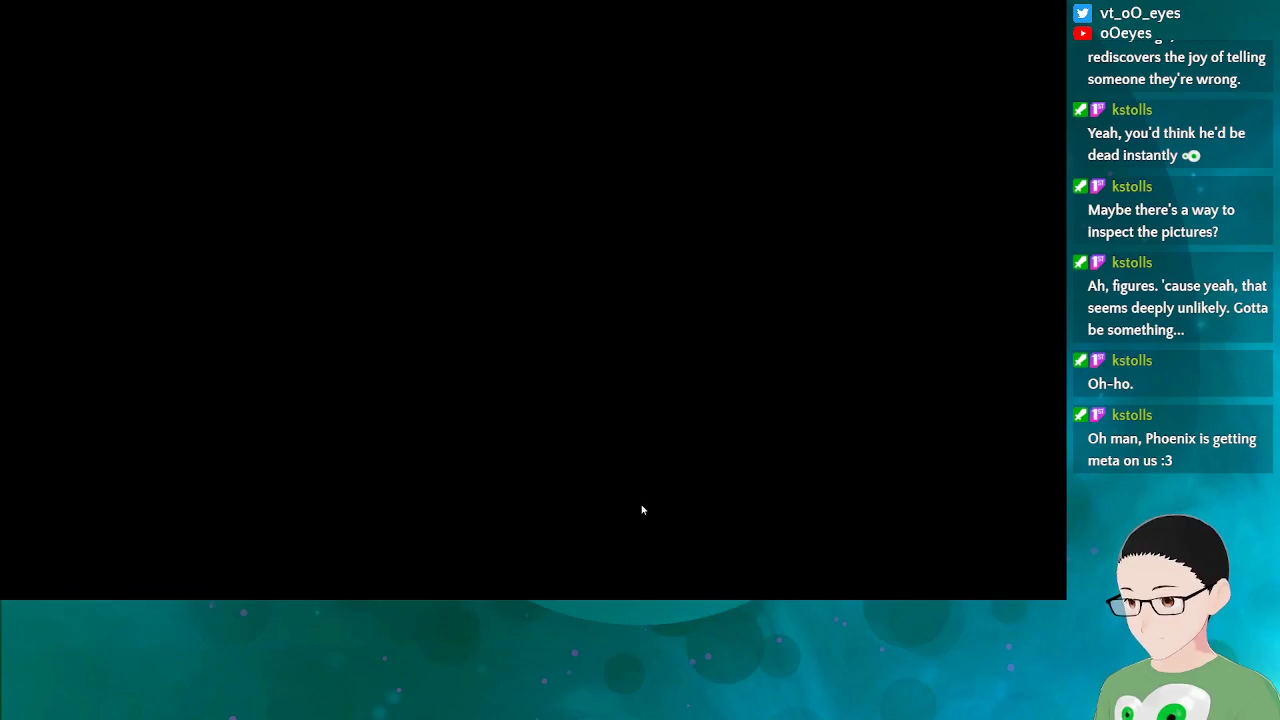 vt_oO_eyes
oOeyes
rediscovers the joy of telling
someone they're wrong.
kstolls
Yeah, you'd think he'd be
dead instantly
kstolls
Maybe there's a way to
inspect the pictures?
kstolls
Ah, figures. 'cause yeah, that
seems deeply unlikely. Gotta
be something...
kstolls
Oh-ho.
kstolls
Oh man, Phoenix is getting
meta on us :3